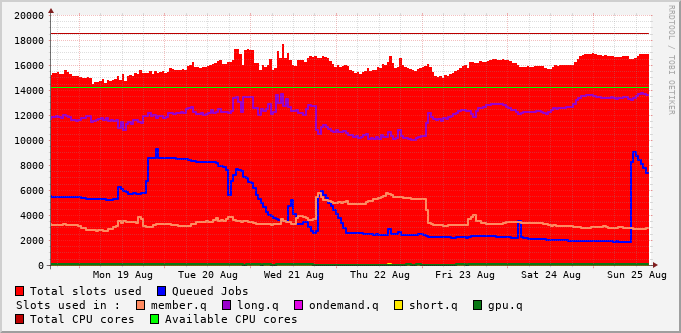 20000
18000
16000
14000
12000
10000
8000
6000
4000
2000
0
Mon 19 Aug Tue 20 Aug Wed 21 Aug Thu 22 Aug Fri 23 Aug Sat 24 Aug Sun 25 Aug
RRDTOOL / TOBI OETIKER
Total slots used Queued Jobs
Slots used in : member.q long.q ondemand.q short.q gpu.q
Total CPU cores Available CPU cores